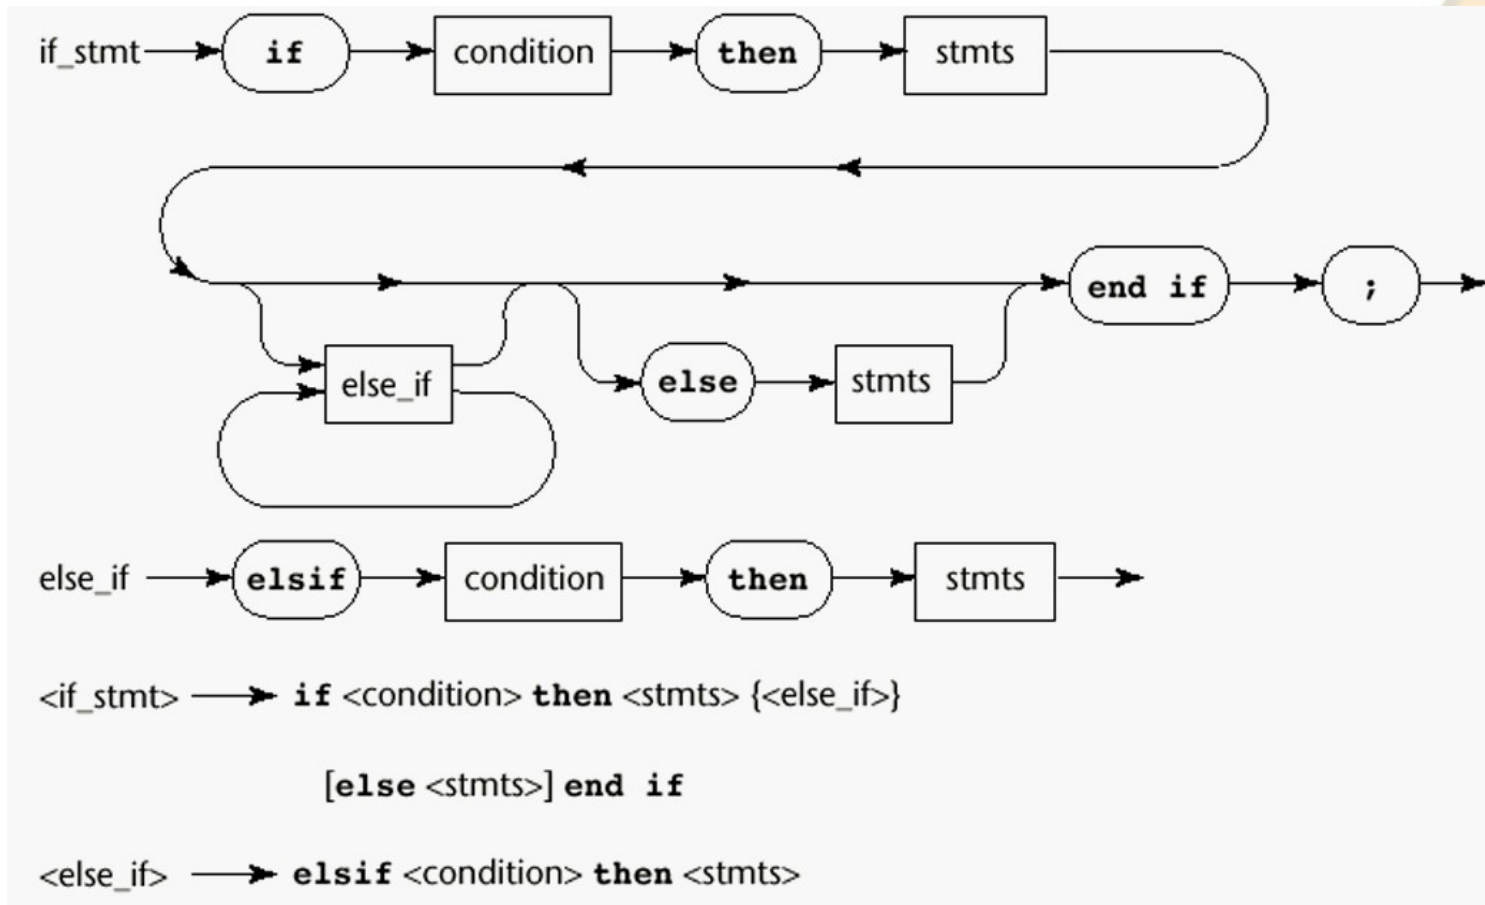 if_stmt if condition then stmts
end if ;
else_if else stmts
else_if elsif condition then stmts
<if_stmt> if <condition> then <stmts> {<else_if>}
[else <stmts>] end if
<else_if> elsif <condition> then <stmts>